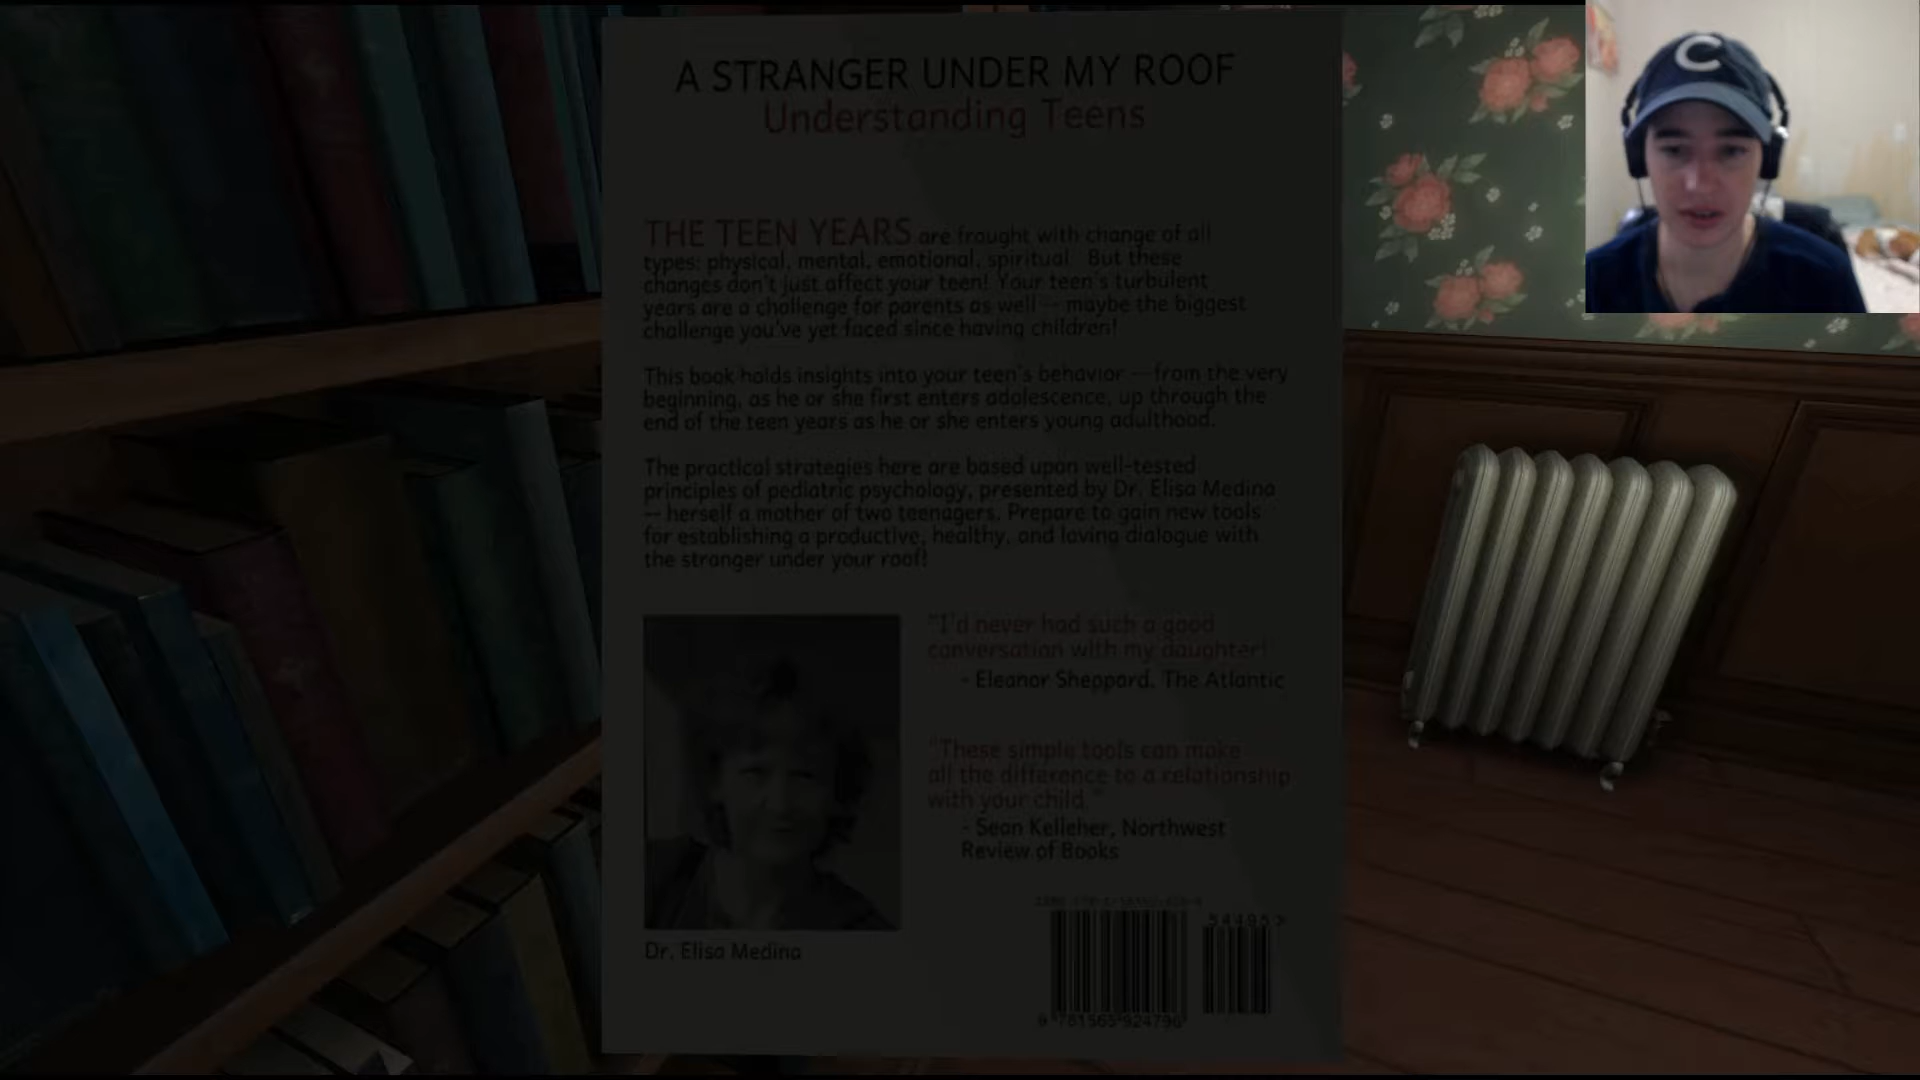 C
A STRANGER UNDER MY ROOF
Understanding Teens
THE TEEN YEARS are fraught with change of all
types: physical, mental, emotional, spiritual. But these
changes don't just affect your teen! Your teen's turbulent
years are a challenge for parents as well -- maybe the biggest
challenge you've yet faced since having children!
This book holds insights into your teen's behavior -- from the very
beginning, as he or she first enters adolescence, up through the
end of the teen years as he or she enters young adulthood.
The practical strategies here are based upon well-tested
principles of pediatric psychology, presented by Dr. Elisa Medina
-- herself a mother of two teenagers. Prepare to gain new tools
for establishing a productive, healthy, and loving dialogue with
the stranger under your roof!
"I'd never had such a good
conversation with my daughter!
- Eleanor Sheppard, The Atlantic
"These simple tools can make
all the difference to a relationship
with your child."
- Sean Kelleher, Northwest
Review of Books
Dr. Elisa Medina
54495>
9 781565 924796